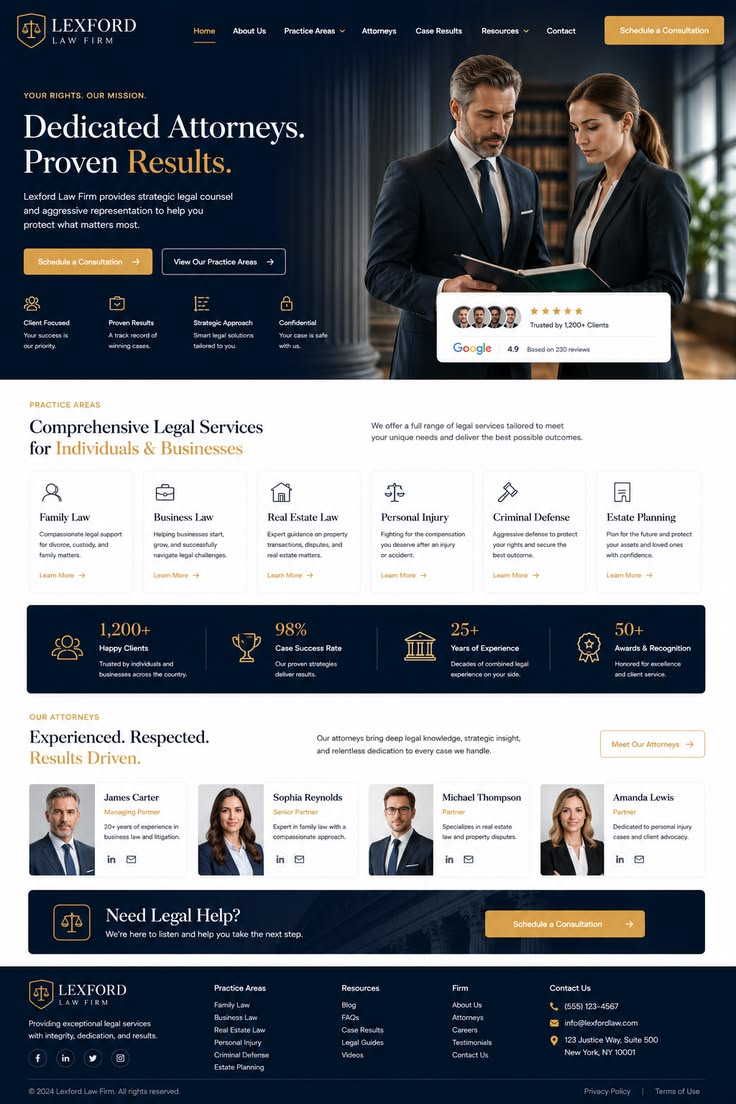 LEXFORD
LAW FIRM
Home
About Us
Practice Areas
Attorneys
Case Results
Resources
Contact
Schedule a Consultation
YOUR RIGHTS. OUR MISSION.
Dedicated Attorneys.
Proven Results.
Lexford Law Firm provides strategic legal counsel
and aggressive representation to help you
protect what matters most.
Schedule a Consultation →
View Our Practice Areas →
Client Focused
Your success is
our priority.
Proven Results
A track record of
winning cases.
Strategic Approach
Smart legal solutions
tailored to you.
Confidential
Your case is safe
with us.
Trusted by 1,200+ Clients
Google
4.9
Based on 230 reviews
PRACTICE AREAS
Comprehensive Legal Services
for Individuals & Businesses
We offer a full range of legal services tailored to meet
your unique needs and deliver the best possible outcomes.
Family Law
Compassionate legal support
for divorce, custody, and
family matters.
Learn More →
Business Law
Helping businesses start,
grow, and successfully
navigate legal challenges.
Learn More →
Real Estate Law
Expert guidance on property
transactions, disputes, and
real estate matters.
Learn More →
Personal Injury
Fighting for the compensation
you deserve after an injury
or accident.
Learn More →
Criminal Defense
Aggressive defense to protect
your rights and secure the
best outcome.
Learn More →
Estate Planning
Plan for the future and protect
your assets and loved ones
with confidence.
Learn More →
1,200+
Happy Clients
Trusted by individuals and
businesses across the country.
98%
Case Success Rate
Our proven strategies
deliver results.
25+
Years of Experience
Decades of combined legal
experience on your side.
50+
Awards & Recognition
Honored for excellence
and client service.
OUR ATTORNEYS
Experienced. Respected.
Results Driven.
Our attorneys bring deep legal knowledge, strategic insight,
and relentless dedication to every case we handle.
Meet Our Attorneys →
James Carter
Managing Partner
20+ years of experience in
business law and litigation.
in
Sophia Reynolds
Senior Partner
Expert in family law with a
compassionate approach.
in
Michael Thompson
Partner
Specializes in real estate
law and property disputes.
in
Amanda Lewis
Partner
Dedicated to personal injury
cases and client advocacy.
in
Need Legal Help?
We're here to listen and help you take the next step.
Schedule a Consultation →
LEXFORD
LAW FIRM
Providing exceptional legal services
with integrity, dedication, and results.
f
in
Practice Areas
Family Law
Business Law
Real Estate Law
Personal Injury
Criminal Defense
Estate Planning
Resources
Blog
FAQs
Case Results
Legal Guides
Videos
Firm
About Us
Attorneys
Careers
Testimonials
Contact Us
Contact Us
(555) 123-4567
info@lexfordlaw.com
123 Justice Way, Suite 500
New York, NY 10001
© 2024 Lexford Law Firm. All rights reserved.
Privacy Policy | Terms of Use